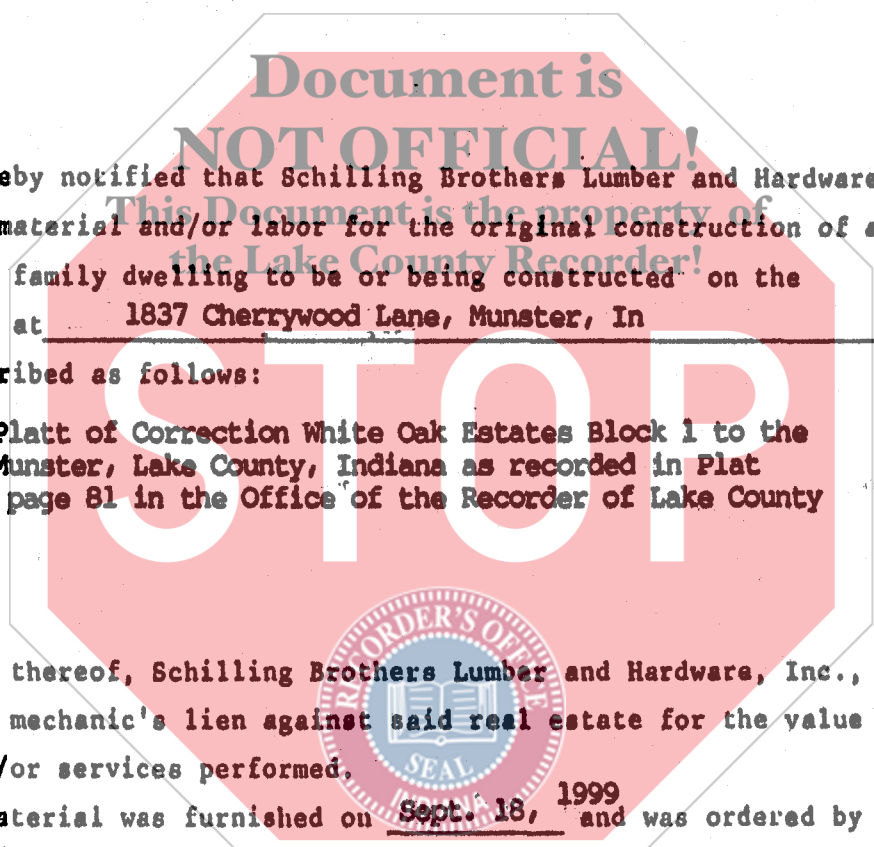 Document is
NOT OFFICIAL!
eby notified that Schilling Brothers Lumber and Hardware
This Document is the property of
material and/or labor for the original construction of a
the Lake County Recorder!
family dwelling to be or being constructed on the
at 1837 Cherrywood Lane, Munster, In
STOP
ribed as follows:
Platt of Correction White Oak Estates Block 1 to the
Munster, Lake County, Indiana as recorded in Plat
page 81 in the Office of the Recorder of Lake County
RECORDER'S OFFICE
thereof, Schilling Brothers Lumber and Hardware, Inc.,
mechanic's lien against said real estate for the value
/or services performed.
SEAL
INDIANA
aterial was furnished on Sept. 18, 1999 and was ordered by